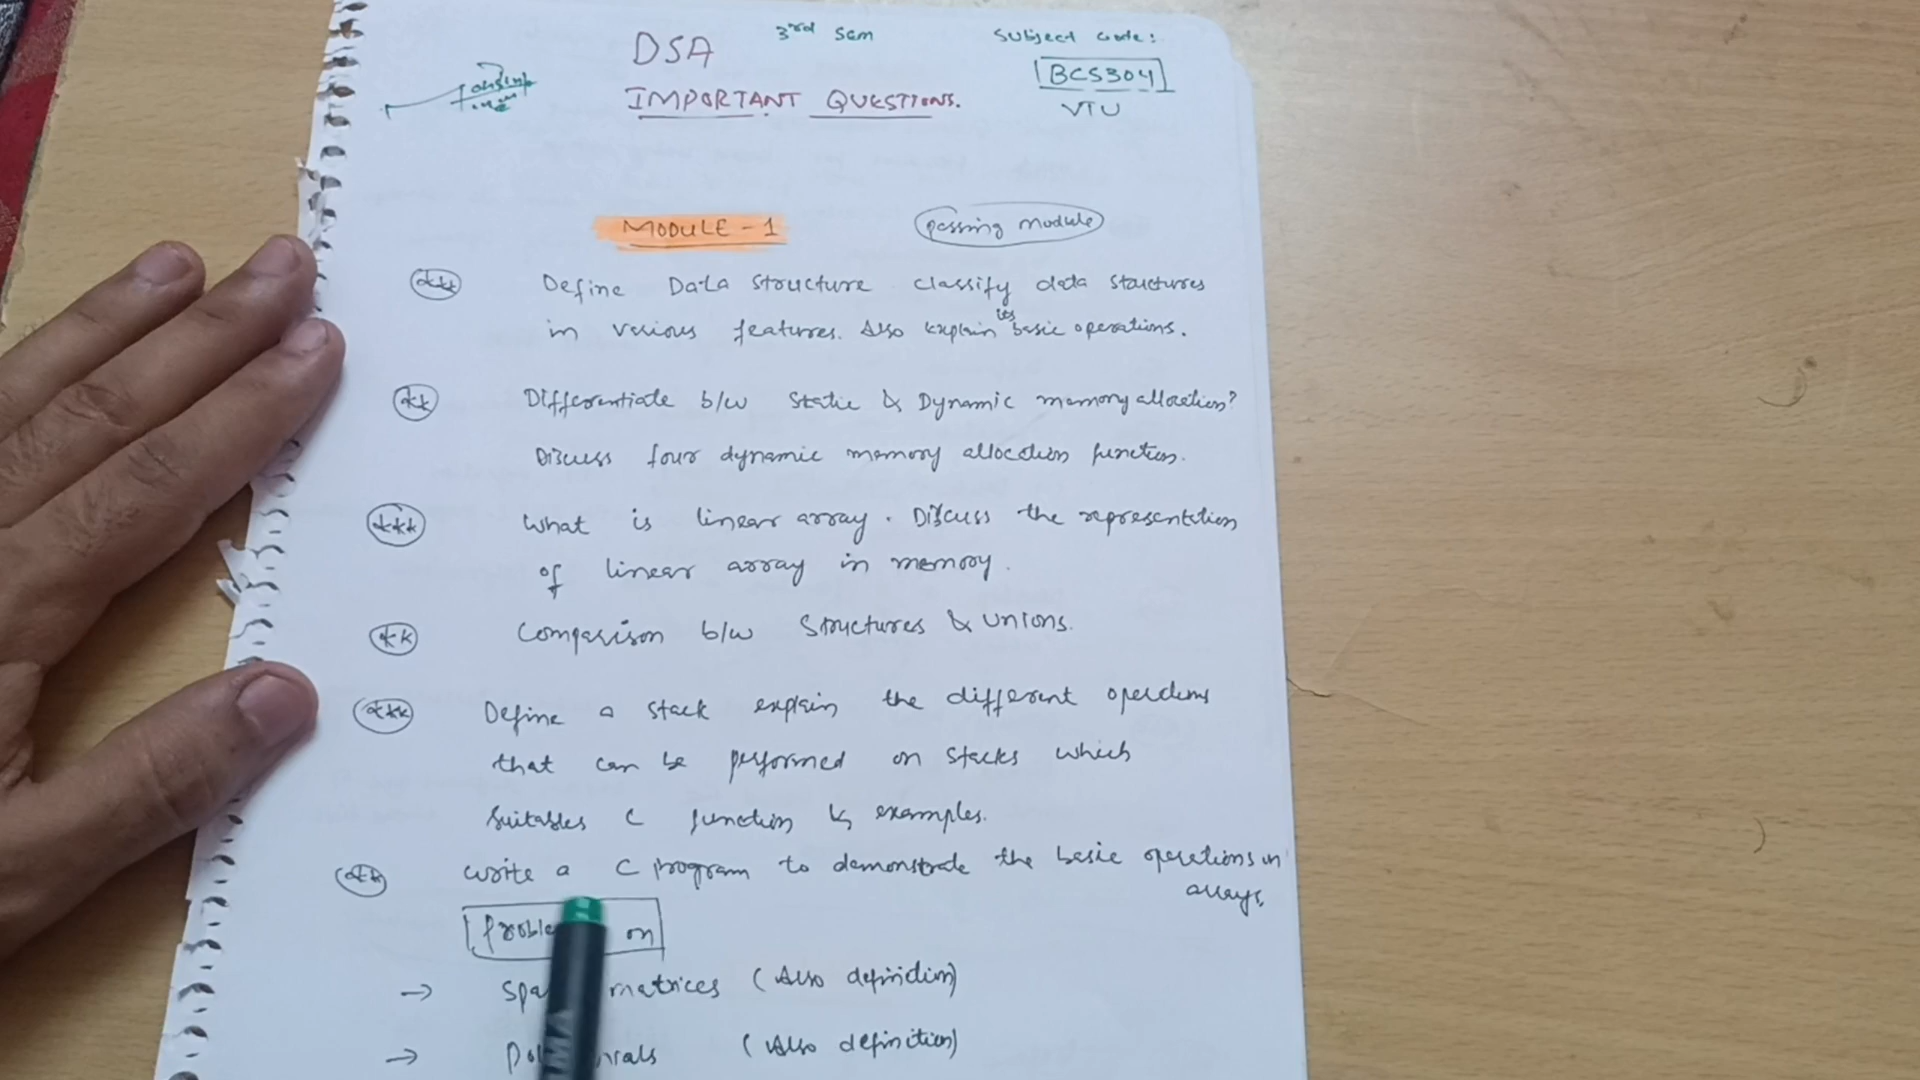 DSA 3rd Sem Subject Code:
BCS304
IMPORTANT QUESTIONS. VTU
MODULE - 1 passing module
** Define Data Structure classify data structures
in various features. Also explain its basic operations.
** Differentiate b/w Static & Dynamic memory allocation?
Discuss four dynamic memory allocation function.
*** What is linear array. Discuss the representation
of linear array in memory.
** Comparison b/w Structures & unions.
*** Define a stack explain the different operations
that can be performed on stacks which
suitables C function & examples.
** write a C program to demonstrate the basic operations in
arrays.
on
→ matrices (Also definition)
→ (Also definition)